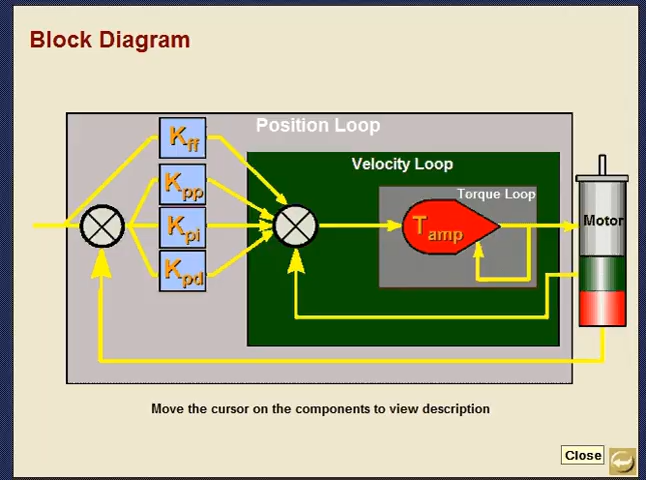 Block Diagram
Position Loop
Kff
Velocity Loop
Kpp
Torque Loop
Kpi
Tamp
Motor
Kpd
Move the cursor on the components to view description
Close